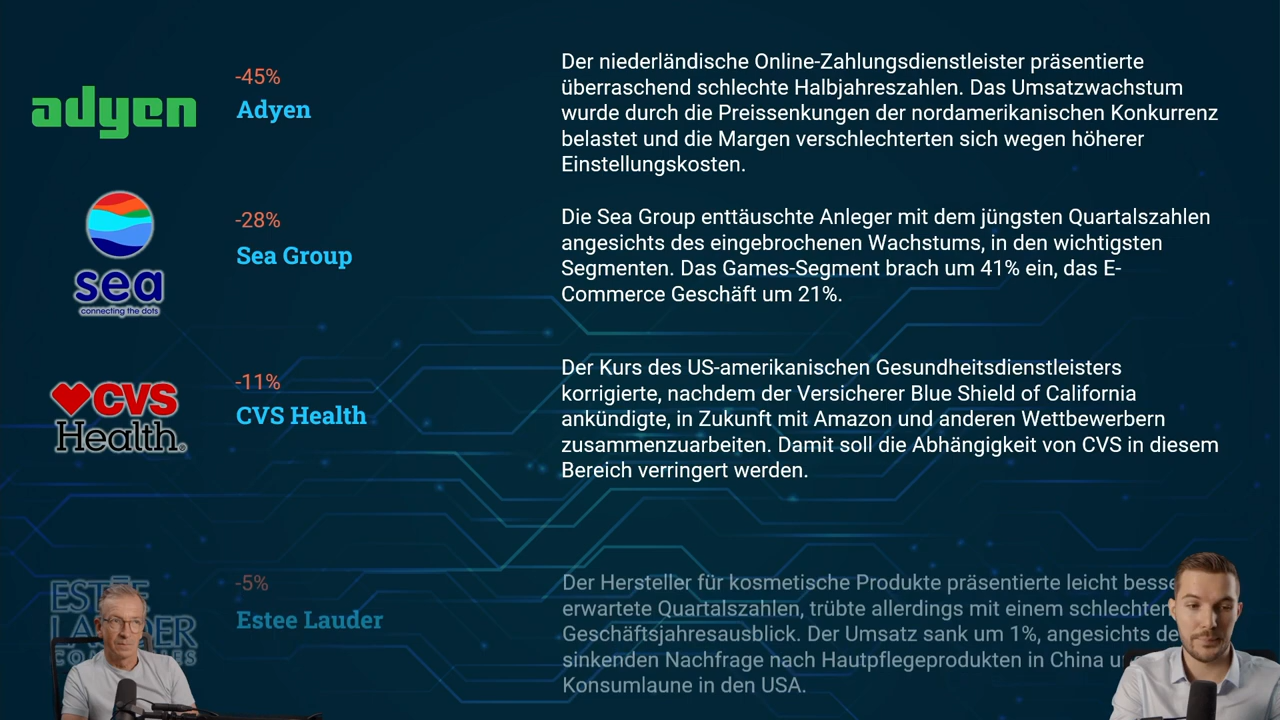 adyen
-45%
Adyen
Der niederländische Online-Zahlungsdienstleister präsentierte
überraschend schlechte Halbjahreszahlen. Das Umsatzwachstum
wurde durch die Preissenkungen der nordamerikanischen Konkurrenz
belastet und die Margen verschlechterten sich wegen höherer
Einstellungskosten.
sea
connecting the dots
-28%
Sea Group
Die Sea Group enttäuschte Anleger mit dem jüngsten Quartalszahlen
angesichts des eingebrochenen Wachstums, in den wichtigsten
Segmenten. Das Games-Segment brach um 41% ein, das E-
Commerce Geschäft um 21%.
CVS
Health®
-11%
CVS Health
Der Kurs des US-amerikanischen Gesundheitsdienstleisters
korrigierte, nachdem der Versicherer Blue Shield of California
ankündigte, in Zukunft mit Amazon und anderen Wettbewerbern
zusammenzuarbeiten. Damit soll die Abhängigkeit von CVS in diesem
Bereich verringert werden.
-5%
Estee Lauder
Der Hersteller für kosmetische Produkte präsentierte leicht
erwartete Quartalszahlen, trübte allerdings mit einem schlechten
Geschäftsjahresausblick. Der Umsatz sank um 1%, angesichts
sinkenden Nachfrage nach Hautpflegeprodukten in China
Konsumlaune in den USA.